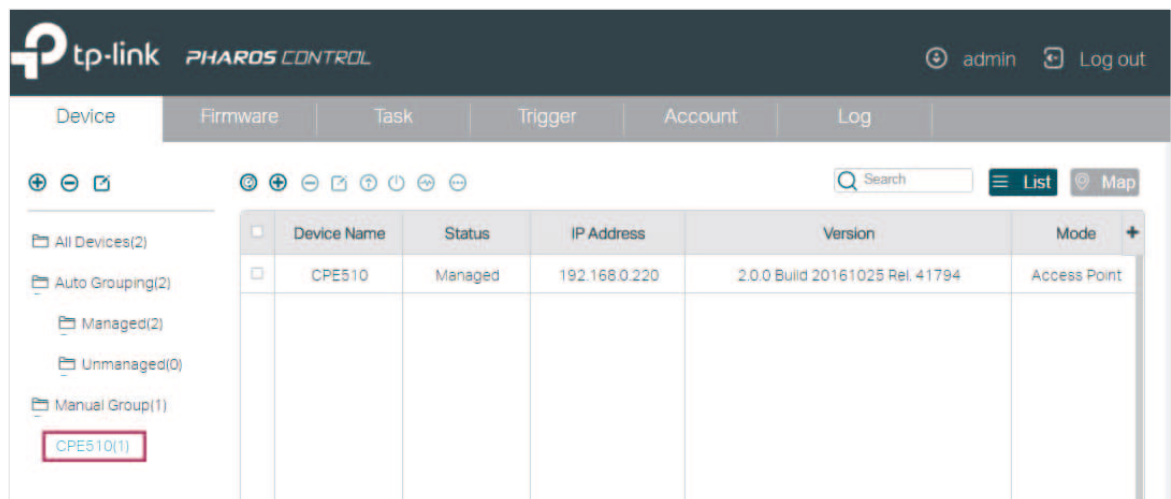 tp-link PHAROS CONTROL admin Log out
Device Firmware Task Trigger Account Log
Search List Map
All Devices(2)
Auto Grouping(2)
Managed(2)
Unmanaged(0)
Manual Group(1)
CPE510(1)
Device Name Status IP Address Version Mode +
CPE510 Managed 192.168.0.220 2.0.0 Build 20161025 Rel. 41794 Access Point